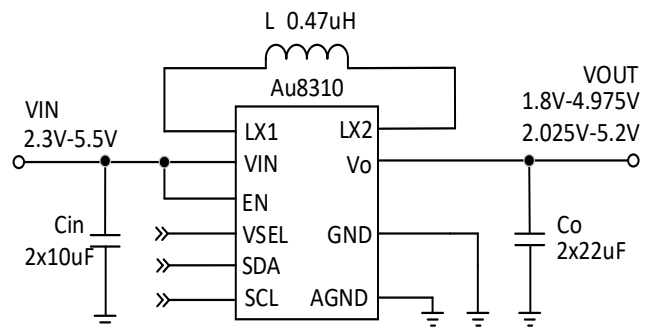 L 0.47uH
Au8310
VIN
2.3V-5.5V
VOUT
1.8V-4.975V
2.025V-5.2V
LX1
LX2
VIN
Vo
EN
VSEL
GND
SDA
SCL
AGND
Cin
2x10uF
Co
2x22uF